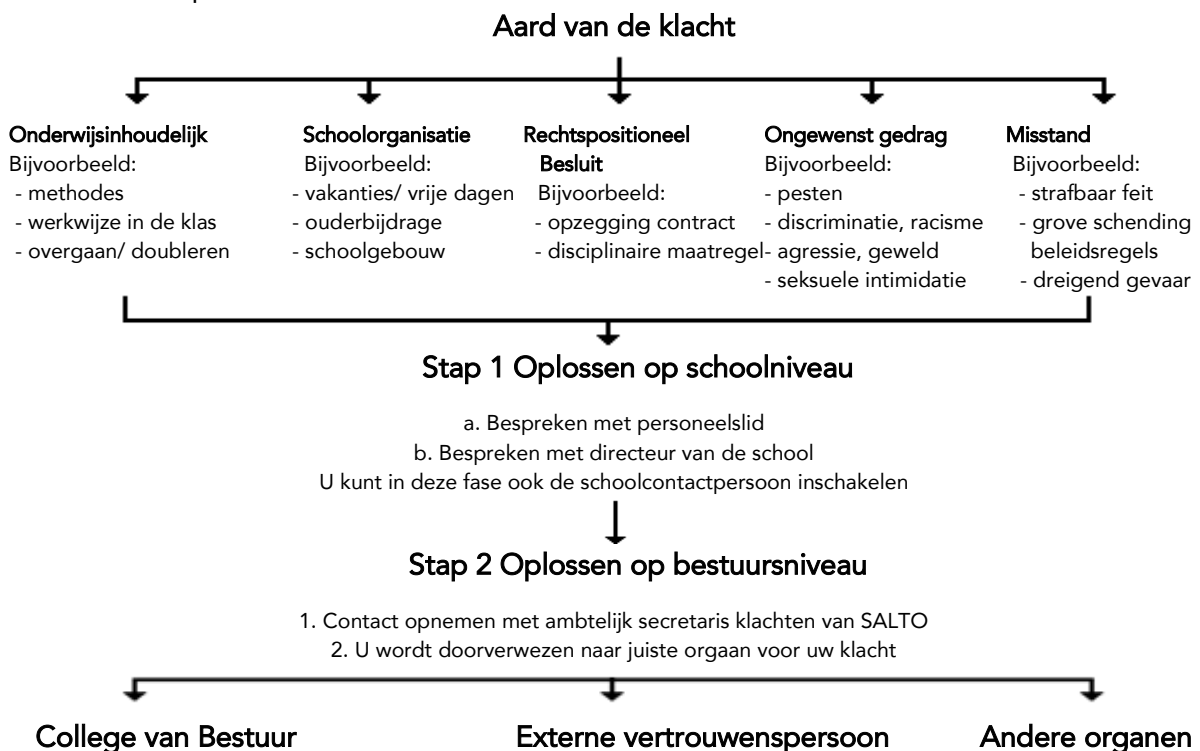 Aard van de klacht
Onderwijsinhoudelijk
Bijvoorbeeld:
- methodes
- werkwijze in de klas
- overgaan/ doubleren
Schoolorganisatie
Bijvoorbeeld:
- vakanties/ vrije dagen
- ouderbijdrage
- schoolgebouw
Rechtspositioneel
Besluit
Bijvoorbeeld:
- opzegging contract
- disciplinaire maatregel
Ongewenst gedrag
Bijvoorbeeld:
- pesten
- discriminatie, racisme
- agressie, geweld
- seksuele intimidatie
Misstand
Bijvoorbeeld:
- strafbaar feit
- grove schending
beleidsregels
- dreigend gevaar
Stap 1 Oplossen op schoolniveau
a. Bespreken met personeelslid
b. Bespreken met directeur van de school
U kunt in deze fase ook de schoolcontactpersoon inschakelen
Stap 2 Oplossen op bestuursniveau
1. Contact opnemen met ambtelijk secretaris klachten van SALTO
2. U wordt doorverwezen naar juiste orgaan voor uw klacht
College van Bestuur
Externe vertrouwenspersoon
Andere organen